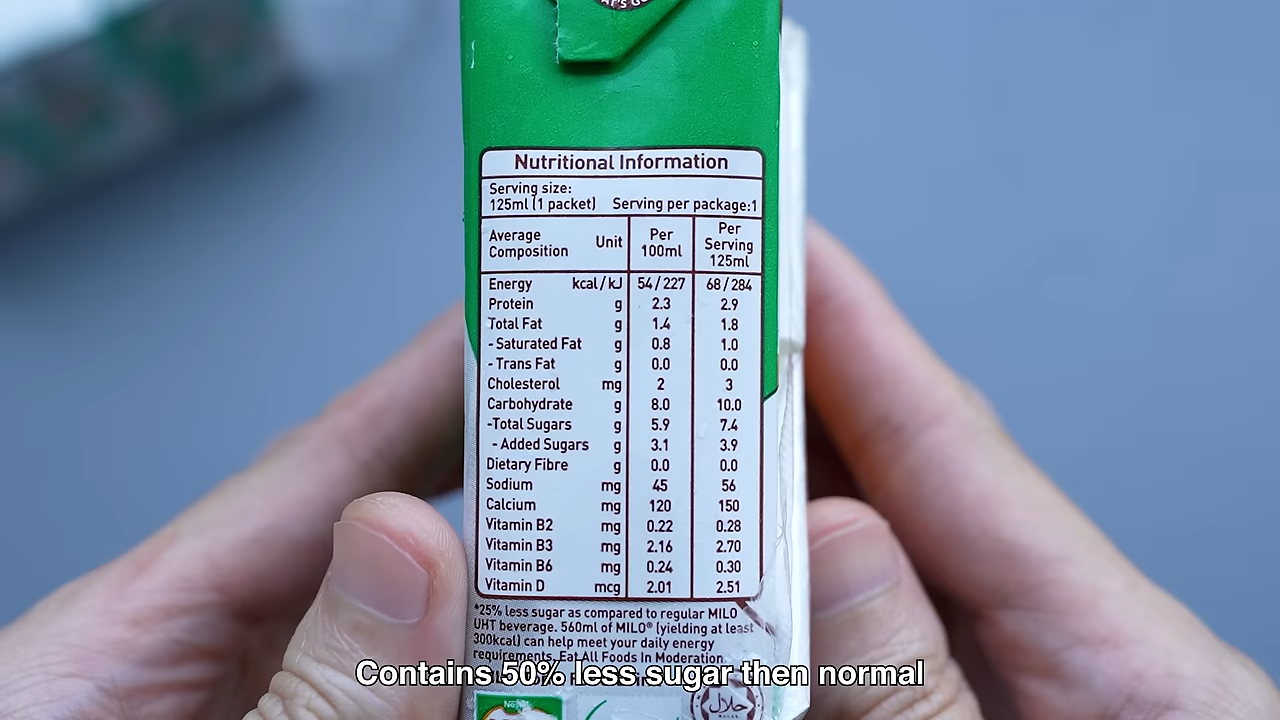 Nutritional Information
Serving size:
125ml (1 packet) Serving per package:1
Average Composition Unit Per 100ml Per Serving 125ml
Energy kcal/kJ 54/227 68/284
Protein g 2.3 2.9
Total Fat g 1.4 1.8
- Saturated Fat g 0.8 1.0
- Trans Fat g 0.0 0.0
Cholesterol mg 2 3
Carbohydrate g 8.0 10.0
-Total Sugars g 5.9 7.4
- Added Sugars g 3.1 3.9
Dietary Fibre g 0.0 0.0
Sodium mg 45 56
Calcium mg 120 150
Vitamin B2 mg 0.22 0.28
Vitamin B3 mg 2.16 2.70
Vitamin B6 mg 0.24 0.30
Vitamin D mcg 2.01 2.51
*25% less sugar as compared to regular MILO
UHT beverage. 560ml of MILO® (yielding at least
300kcal) can help meet your daily energy
requirements. Eat All Foods In Moderation.
Contains 50% less sugar then normal
حلال